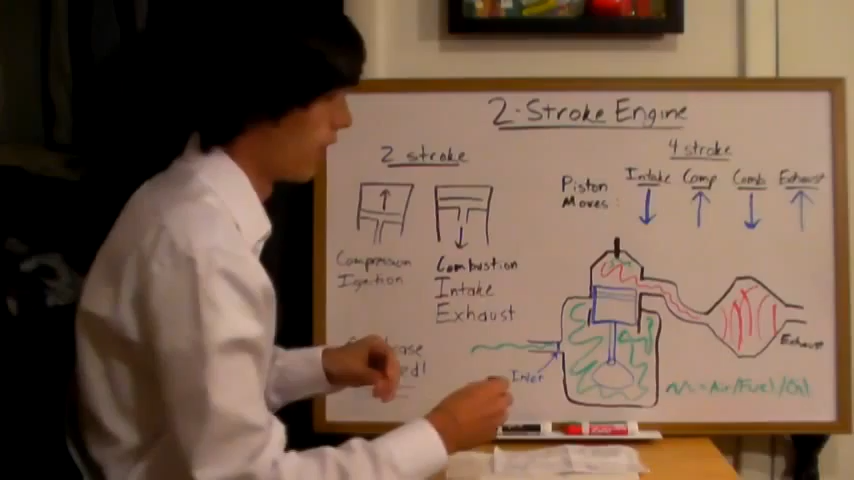 2-Stroke Engine
2 stroke
Compression
Ignition
Combustion
Intake
Exhaust
4 stroke
Piston
Moves:
Intake Comp Comb Exhaust
Exhaust
= Air/Fuel/Oil